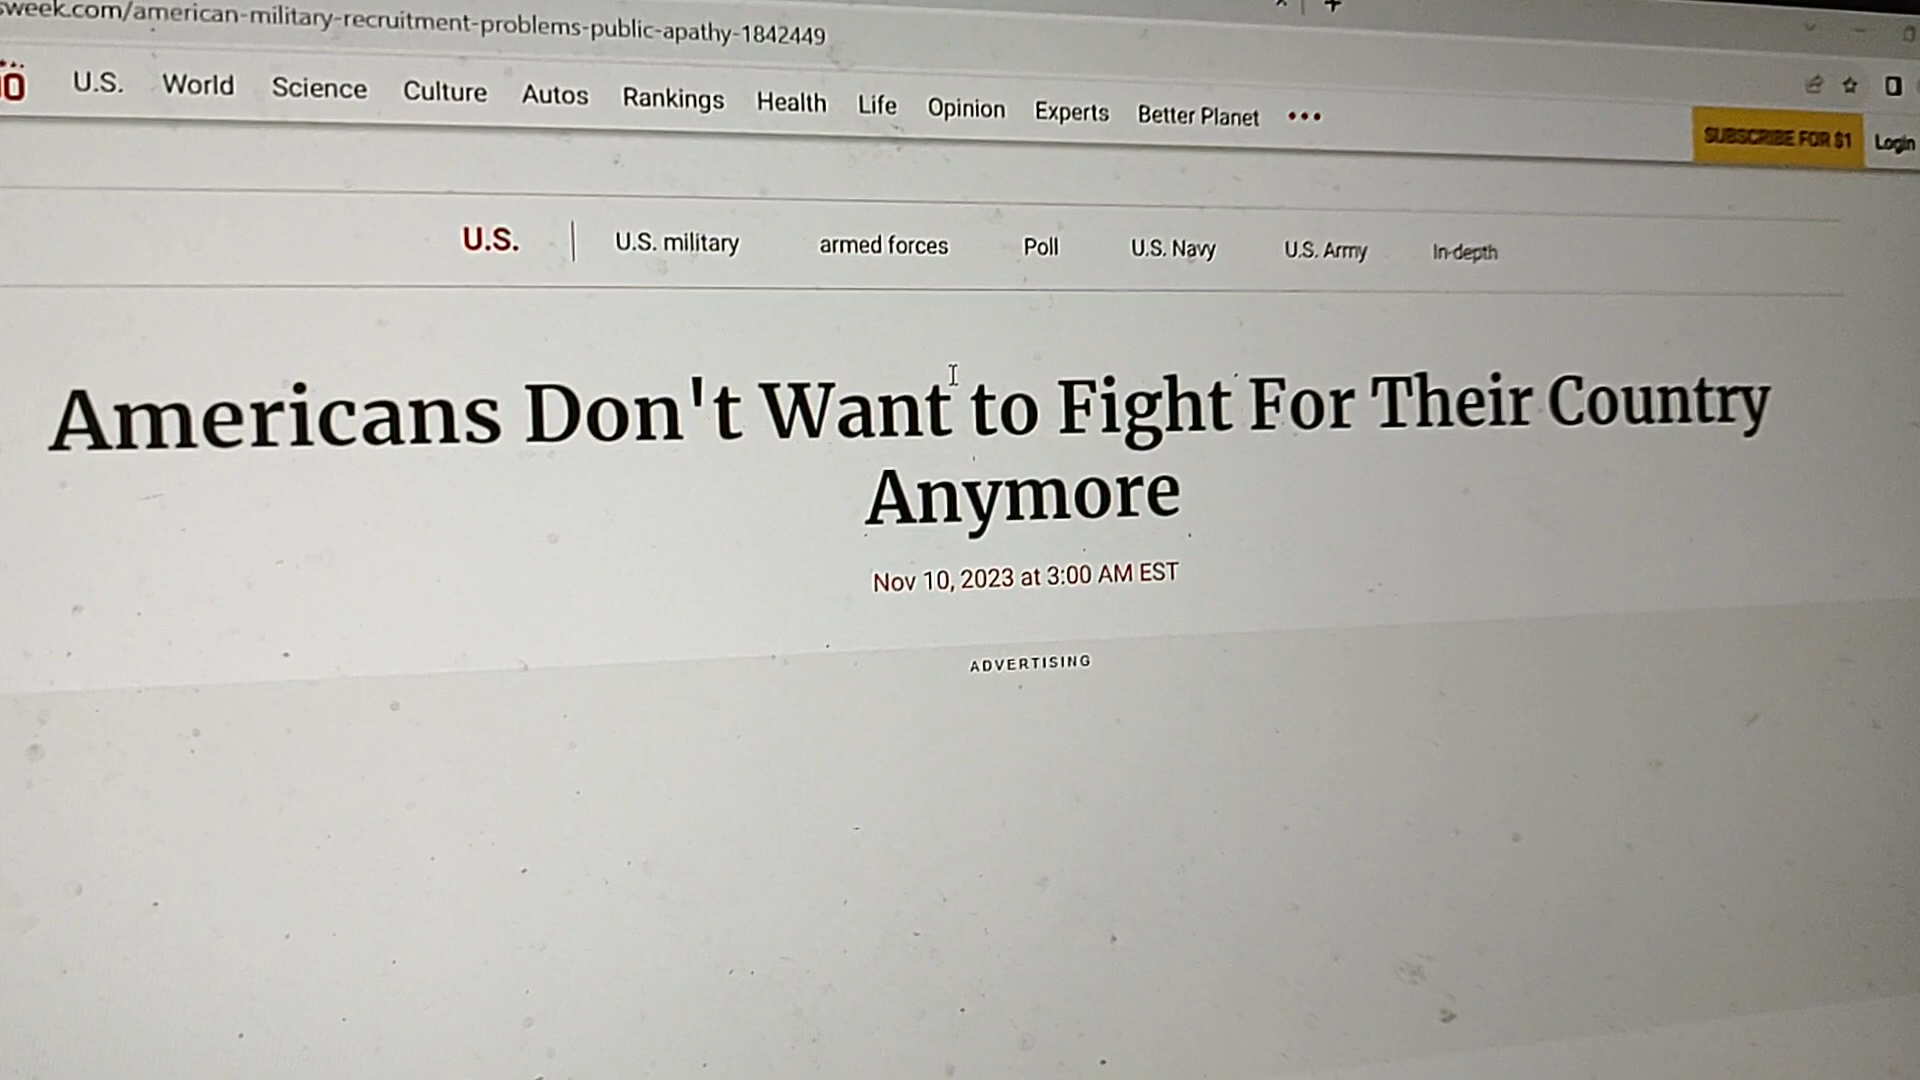 sweek.com/american-military-recruitment-problems-public-apathy-1842449
U.S. World Science Culture Autos Rankings Health Life Opinion Experts Better Planet •••
SUBSCRIBE FOR $1 Login
U.S. | U.S. military armed forces Poll U.S. Navy U.S. Army In-depth
Americans Don't Want to Fight For Their Country
Anymore
Nov 10, 2023 at 3:00 AM EST
ADVERTISING